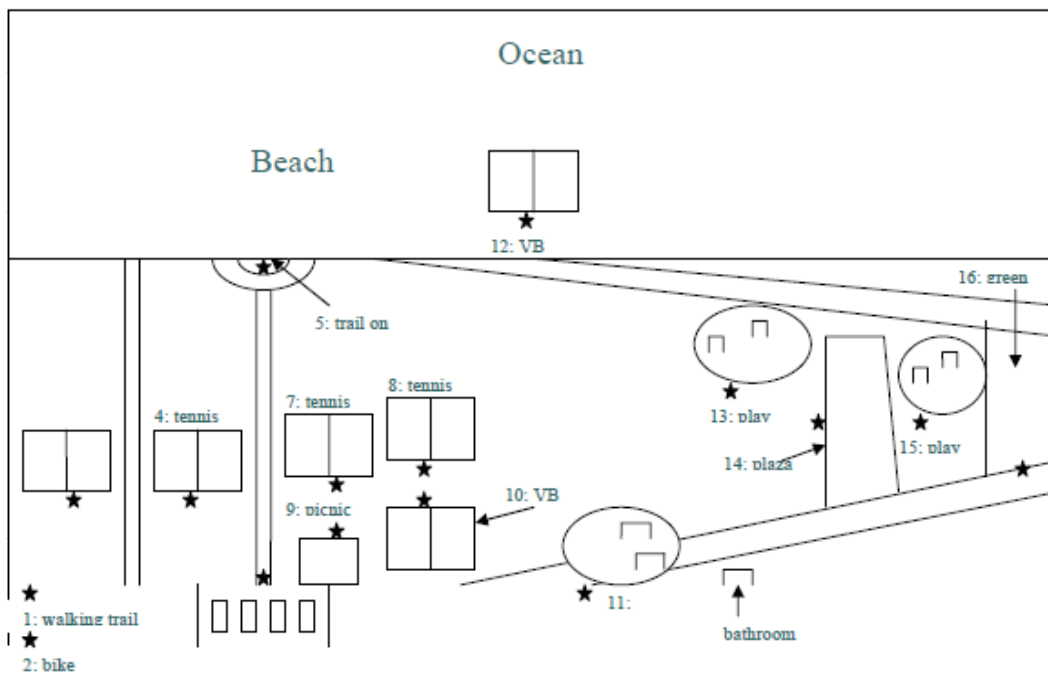 Ocean
Beach
12: VB
16: green
5: trail on
8: tennis
7: tennis
4: tennis
13: play
15: play
14: plaza
10: VB
9: picnic
11:
1: walking trail
bathroom
2: bike